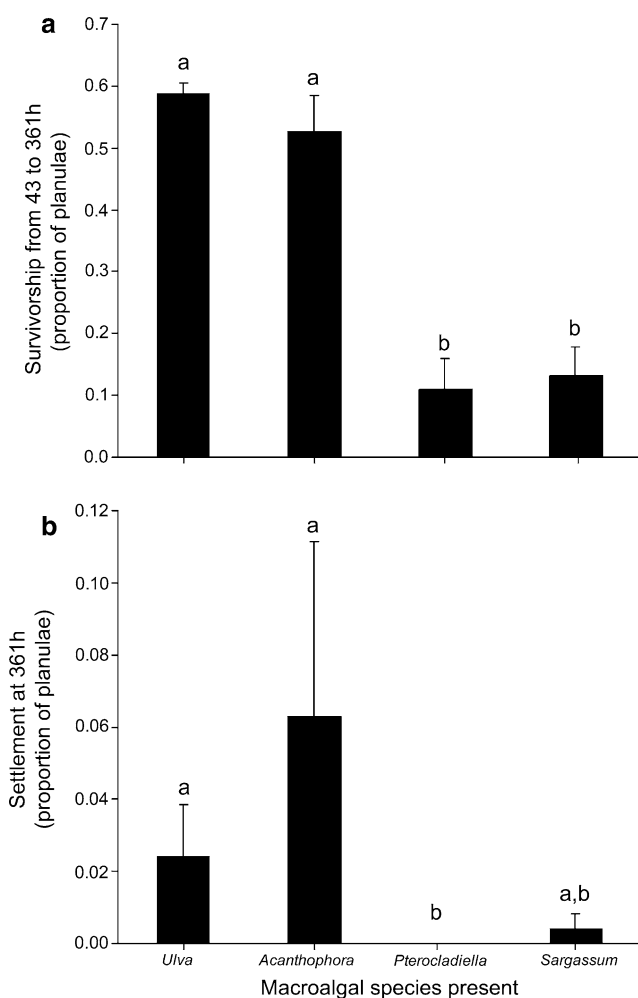 a
Survivorship from 43 to 361h
(proportion of planulae)
0.7
0.6
0.5
0.4
0.3
0.2
0.1
0.0
a
a
b
b
b
Settlement at 361h
(proportion of planulae)
0.12
0.10
0.08
0.06
0.04
0.02
0.00
a
a
b
a,b
Ulva Acanthophora Pterocladiella Sargassum
Macroalgal species present